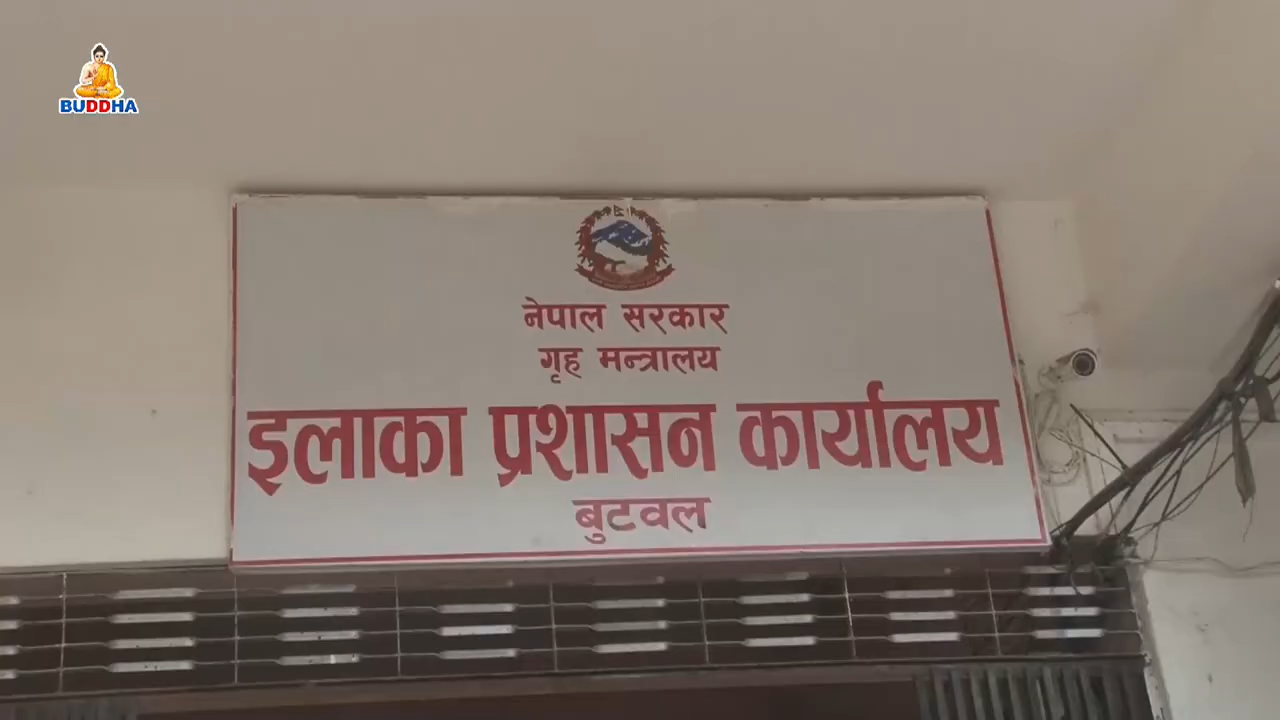 BUDDHA
नेपाल सरकार
गृह मन्त्रालय
इलाका प्रशासन कार्यालय
बुटवल